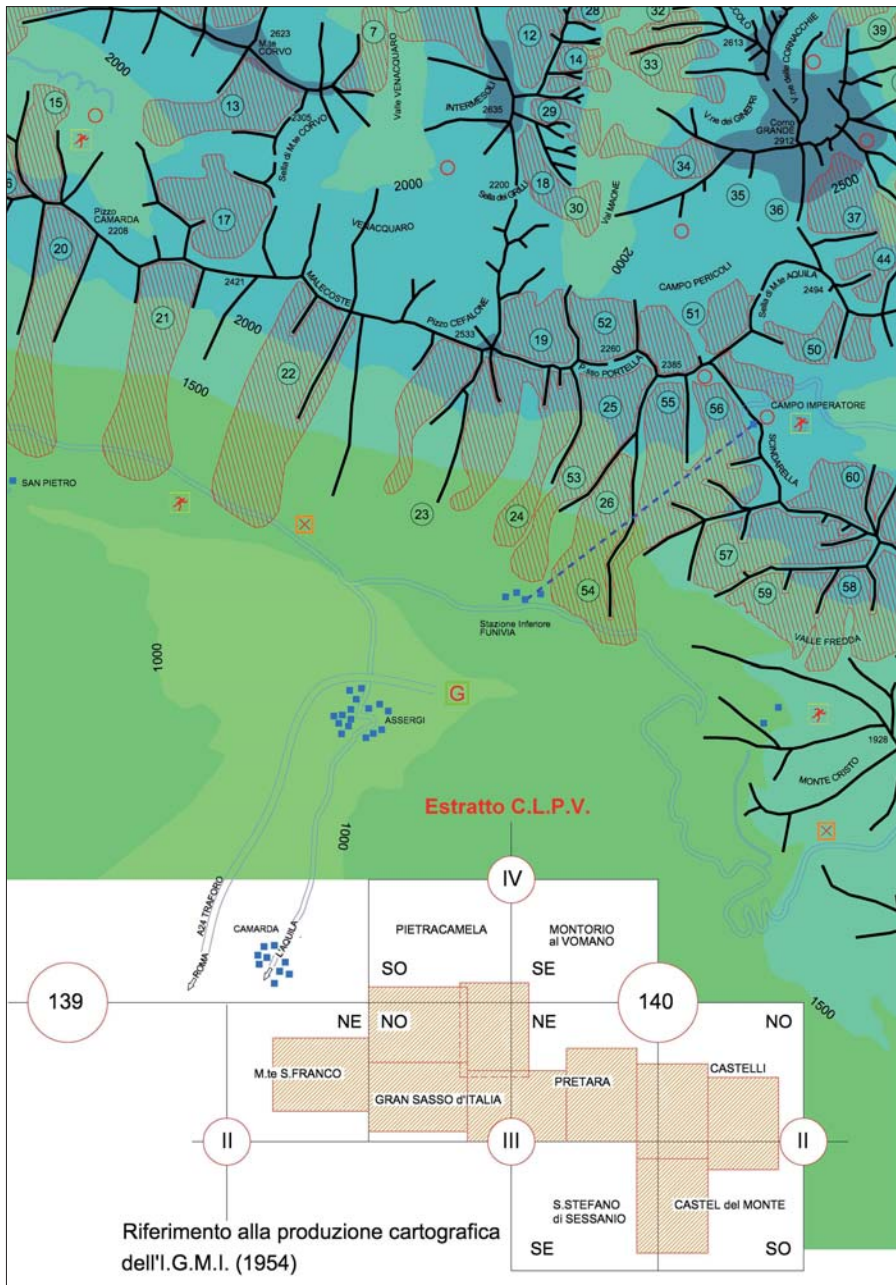 2623
M.te
CORVO
2000
7
Valle VENACQUARO
12
28
32
33
14
2613
V.ne delle CORNACCHIE
39
15
13
2305
Sella di M.te CORVO
INTERMESOLI
2635
29
V.ne dei GINEPRI
Corno
GRANDE
2912
34
2500
2200
Sella dei GRILLI
18
30
Val MAONE
2000
35
36
37
17
Pizzo
CAMARDA
2208
20
2000
VENACQUARO
2421
MALECOSTE
CAMPO PERICOLI
Sella di M.te AQUILA
2494
44
21
2000
22
1500
Pizzo CEFALONE
2533
19
52
2260
P.sso PORTELLA
51
2385
50
25
55
56
CAMPO IMPERATORE
SCINDARELLA
SAN PIETRO
23
24
53
26
54
57
60
59
58
VALLE FREDDA
Stazione Inferiore
FUNIVIA
1000
G
ASSERGI
1928
MONTE CRISTO
Estratto C.L.P.V.
1000
A24 TRAFORO
ROMA
CAMARDA
L'AQUILA
IV
PIETRACAMELA
MONTORIO
al VOMANO
SO
SE
139
140
1500
NE
NO
NE
NO
M.te S.FRANCO
GRAN SASSO d'ITALIA
PRETARA
CASTELLI
II
III
II
S.STEFANO
di SESSANIO
CASTEL del MONTE
SE
SO
Riferimento alla produzione cartografica
dell'I.G.M.I. (1954)